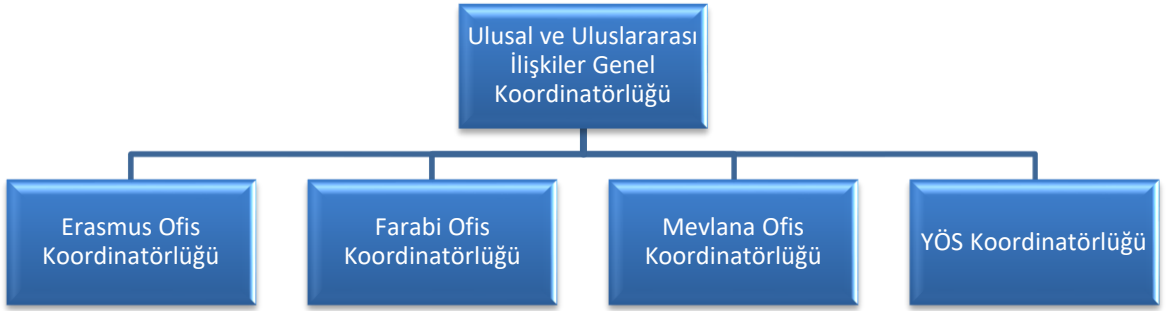 Ulusal ve Uluslararası
İlişkiler Genel
Koordinatörlüğü
Erasmus Ofis
Koordinatörlüğü
Farabi Ofis
Koordinatörlüğü
Mevlana Ofis
Koordinatörlüğü
YÖS Koordinatörlüğü